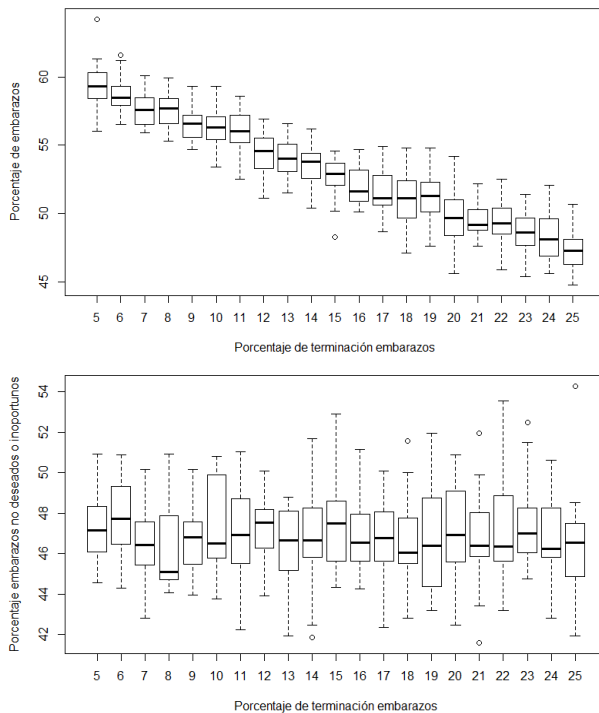 Porcentaje de embarazos
60
55
50
45
5 6 7 8 9 10 11 12 13 14 15 16 17 18 19 20 21 22 23 24 25
Porcentaje de terminación embarazos
Porcentaje embarazos no deseados o inoportunos
54
52
50
48
46
44
42
5 6 7 8 9 10 11 12 13 14 15 16 17 18 19 20 21 22 23 24 25
Porcentaje de terminación embarazos